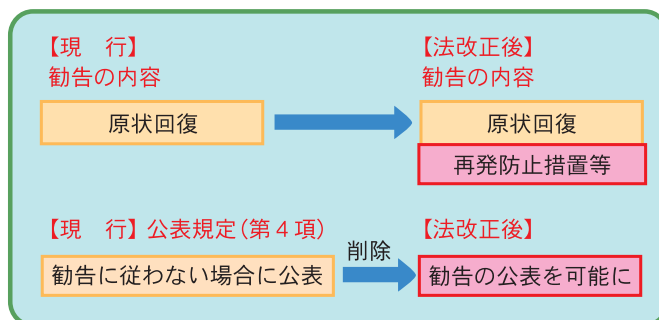 【現　行】
勧告の内容
原状回復
【法改正後】
勧告の内容
原状回復
再発防止措置等
【現　行】公表規定（第４項）
勧告に従わない場合に公表
削除
【法改正後】
勧告の公表を可能に